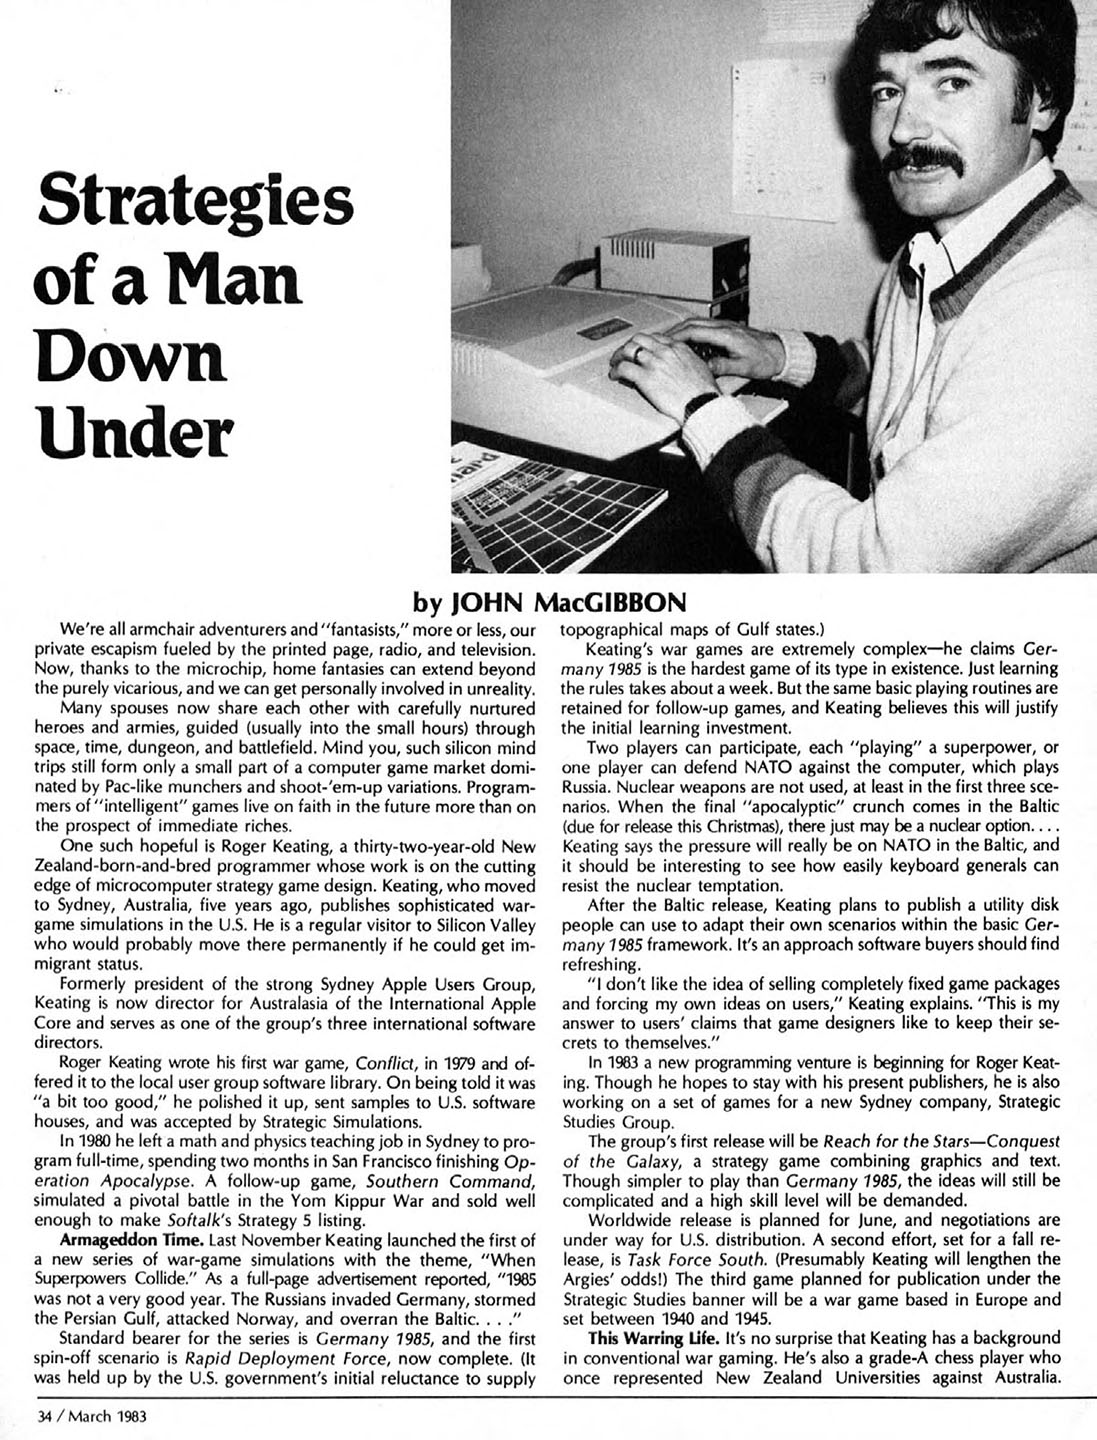 Strategies
of a Man
Down
Under
by JOHN MacGIBBON
We're all armchair adventurers and "fantasists," more or less, our
private escapism fueled by the printed page, radio, and television.
Now, thanks to the microchip, home fantasies can extend beyond
the purely vicarious, and we can get personally involved in unreality.
Many spouses now share each other with carefully nurtured
heroes and armies, guided (usually into the small hours) through
space, time, dungeon, and battlefield. Mind you, such silicon mind
trips still form only a small part of a computer game market domi-
nated by Pac-like munchers and shoot-'em-up variations. Program-
mers of "intelligent" games live on faith in the future more than on
the prospect of immediate riches.
One such hopeful is Roger Keating, a thirty-two-year-old New
Zealand-born-and-bred programmer whose work is on the cutting
edge of microcomputer strategy game design. Keating, who moved
to Sydney, Australia, five years ago, publishes sophisticated war-
game simulations in the U.S. He is a regular visitor to Silicon Valley
who would probably move there permanently if he could get im-
migrant status.
Formerly president of the strong Sydney Apple Users Group,
Keating is now director for Australasia of the International Apple
Core and serves as one of the group's three international software
directors.
Roger Keating wrote his first war game, Conflict, in 1979 and of-
fered it to the local user group software library. On being told it was
"a bit too good," he polished it up, sent samples to U.S. software
houses, and was accepted by Strategic Simulations.
In 1980 he left a math and physics teaching job in Sydney to pro-
gram full-time, spending two months in San Francisco finishing Op-
eration Apocalypse. A follow-up game, Southern Command,
simulated a pivotal battle in the Yom Kippur War and sold well
enough to make Softalk's Strategy 5 listing.
Armageddon Time. Last November Keating launched the first of
a new series of war-game simulations with the theme, "When
Superpowers Collide." As a full-page advertisement reported, "1985
was not a very good year. The Russians invaded Germany, stormed
the Persian Gulf, attacked Norway, and overran the Baltic. . . ."
Standard bearer for the series is Germany 1985, and the first
spin-off scenario is Rapid Deployment Force, now complete. (It
was held up by the U.S. government's initial reluctance to supply
topographical maps of Gulf states.)
Keating's war games are extremely complex—he claims Ger-
many 1985 is the hardest game of its type in existence. Just learning
the rules takes about a week. But the same basic playing routines are
retained for follow-up games, and Keating believes this will justify
the initial learning investment.
Two players can participate, each "playing" a superpower, or
one player can defend NATO against the computer, which plays
Russia. Nuclear weapons are not used, at least in the first three sce-
narios. When the final "apocalyptic" crunch comes in the Baltic
(due for release this Christmas), there just may be a nuclear option. . . .
Keating says the pressure will really be on NATO in the Baltic, and
it should be interesting to see how easily keyboard generals can
resist the nuclear temptation.
After the Baltic release, Keating plans to publish a utility disk
people can use to adapt their own scenarios within the basic Ger-
many 1985 framework. It's an approach software buyers should find
refreshing.
"I don't like the idea of selling completely fixed game packages
and forcing my own ideas on users," Keating explains. "This is my
answer to users' claims that game designers like to keep their se-
crets to themselves."
In 1983 a new programming venture is beginning for Roger Keat-
ing. Though he hopes to stay with his present publishers, he is also
working on a set of games for a new Sydney company, Strategic
Studies Group.
The group's first release will be Reach for the Stars—Conquest
of the Galaxy, a strategy game combining graphics and text.
Though simpler to play than Germany 1985, the ideas will still be
complicated and a high skill level will be demanded.
Worldwide release is planned for June, and negotiations are
under way for U.S. distribution. A second effort, set for a fall re-
lease, is Task Force South. (Presumably Keating will lengthen the
Argies' odds!) The third game planned for publication under the
Strategic Studies banner will be a war game based in Europe and
set between 1940 and 1945.
This Warring Life. It's no surprise that Keating has a background
in conventional war gaming. He's also a grade-A chess player who
once represented New Zealand Universities against Australia.
34 / March 1983